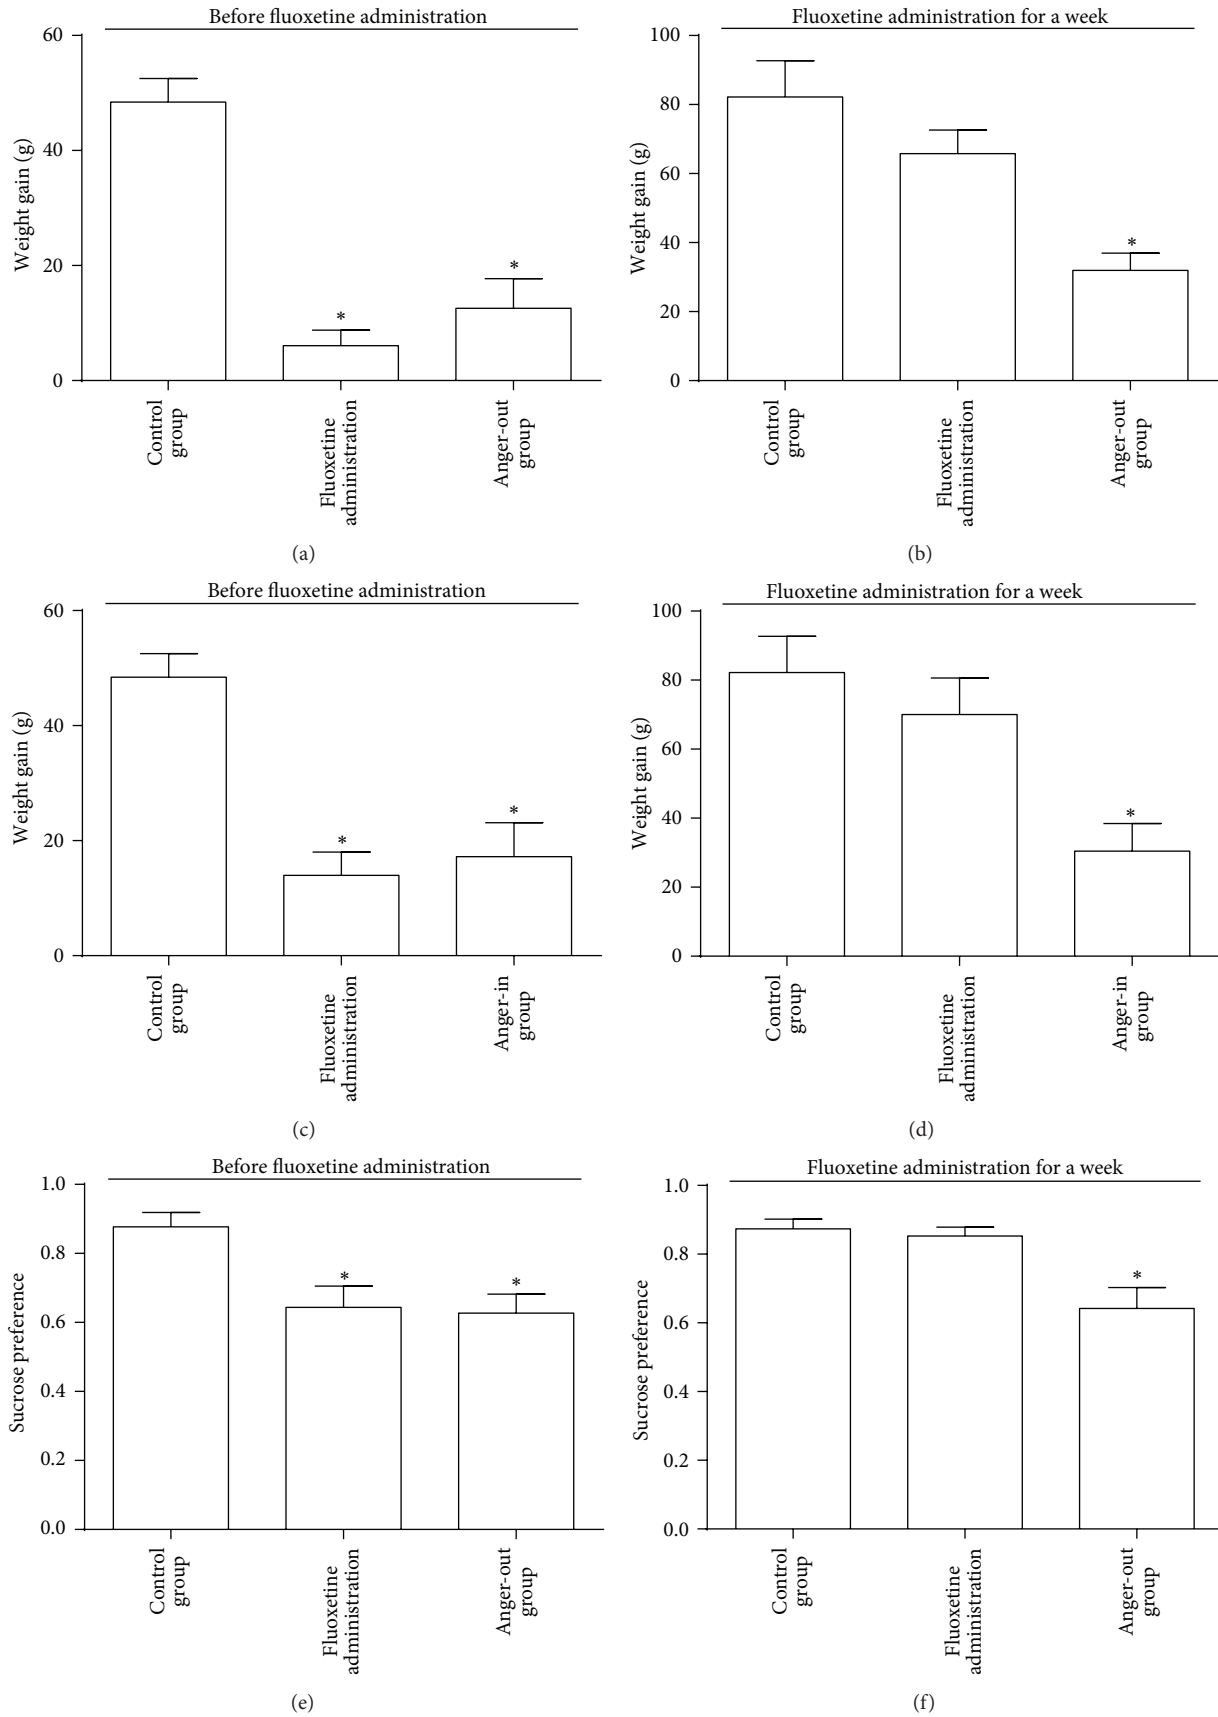 Before fluoxetine administration
60
40
20
0
Weight gain (g)
*
*
Control
group
Fluoxetine
administration
Anger-out
group
(a)
Fluoxetine administration for a week
100
80
60
40
20
0
Weight gain (g)
*
Control
group
Fluoxetine
administration
Anger-out
group
(b)
Before fluoxetine administration
60
40
20
0
Weight gain (g)
*
*
Control
group
Fluoxetine
administration
Anger-in
group
(c)
Fluoxetine administration for a week
100
80
60
40
20
0
Weight gain (g)
*
Control
group
Fluoxetine
administration
Anger-in
group
(d)
Before fluoxetine administration
1.0
0.8
0.6
0.4
0.2
0.0
Sucrose preference
*
*
Control
group
Fluoxetine
administration
Anger-out
group
(e)
Fluoxetine administration for a week
1.0
0.8
0.6
0.4
0.2
0.0
Sucrose preference
*
Control
group
Fluoxetine
administration
Anger-out
group
(f)